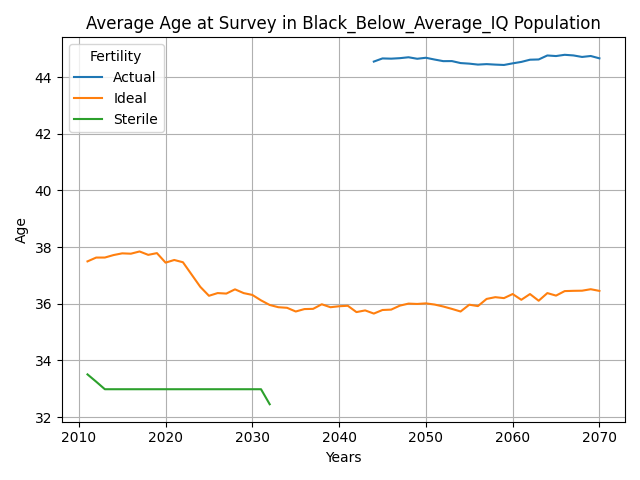 Average Age at Survey in Black_Below_Average_IQ Population
Fertility
Actual
Ideal
Sterile
Age
44
42
40
38
36
34
32
2010 2020 2030 2040 2050 2060 2070
Years